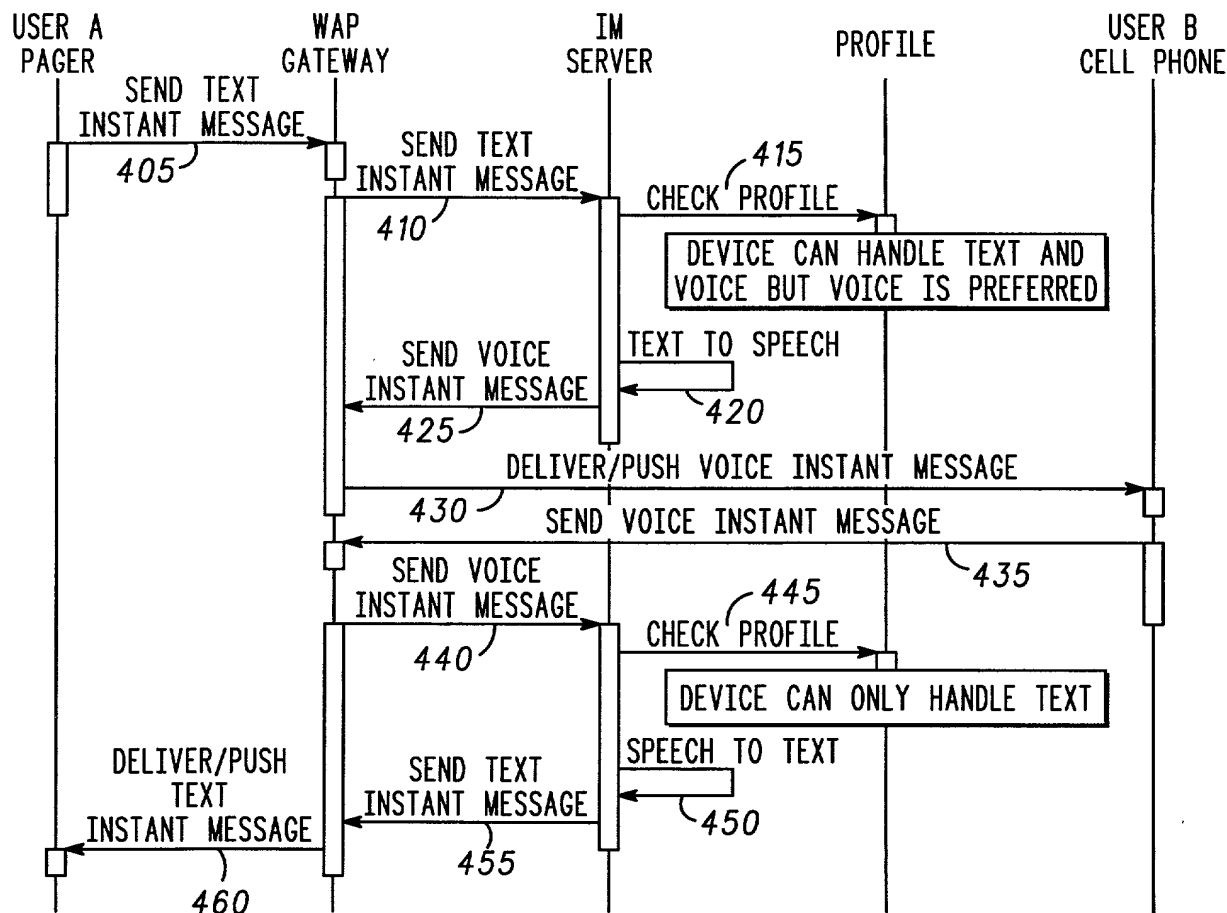 USER A
PAGER
WAP
GATEWAY
IM
SERVER
PROFILE
USER B
CELL PHONE
SEND TEXT
INSTANT MESSAGE
405
SEND TEXT
INSTANT MESSAGE
410
415
CHECK PROFILE
DEVICE CAN HANDLE TEXT AND
VOICE BUT VOICE IS PREFERRED
TEXT TO SPEECH
420
SEND VOICE
INSTANT MESSAGE
425
DELIVER/PUSH VOICE INSTANT MESSAGE
430
SEND VOICE INSTANT MESSAGE
435
SEND VOICE
INSTANT MESSAGE
440
445
CHECK PROFILE
DEVICE CAN ONLY HANDLE TEXT
SPEECH TO TEXT
450
SEND TEXT
INSTANT MESSAGE
455
DELIVER/PUSH
TEXT
INSTANT MESSAGE
460